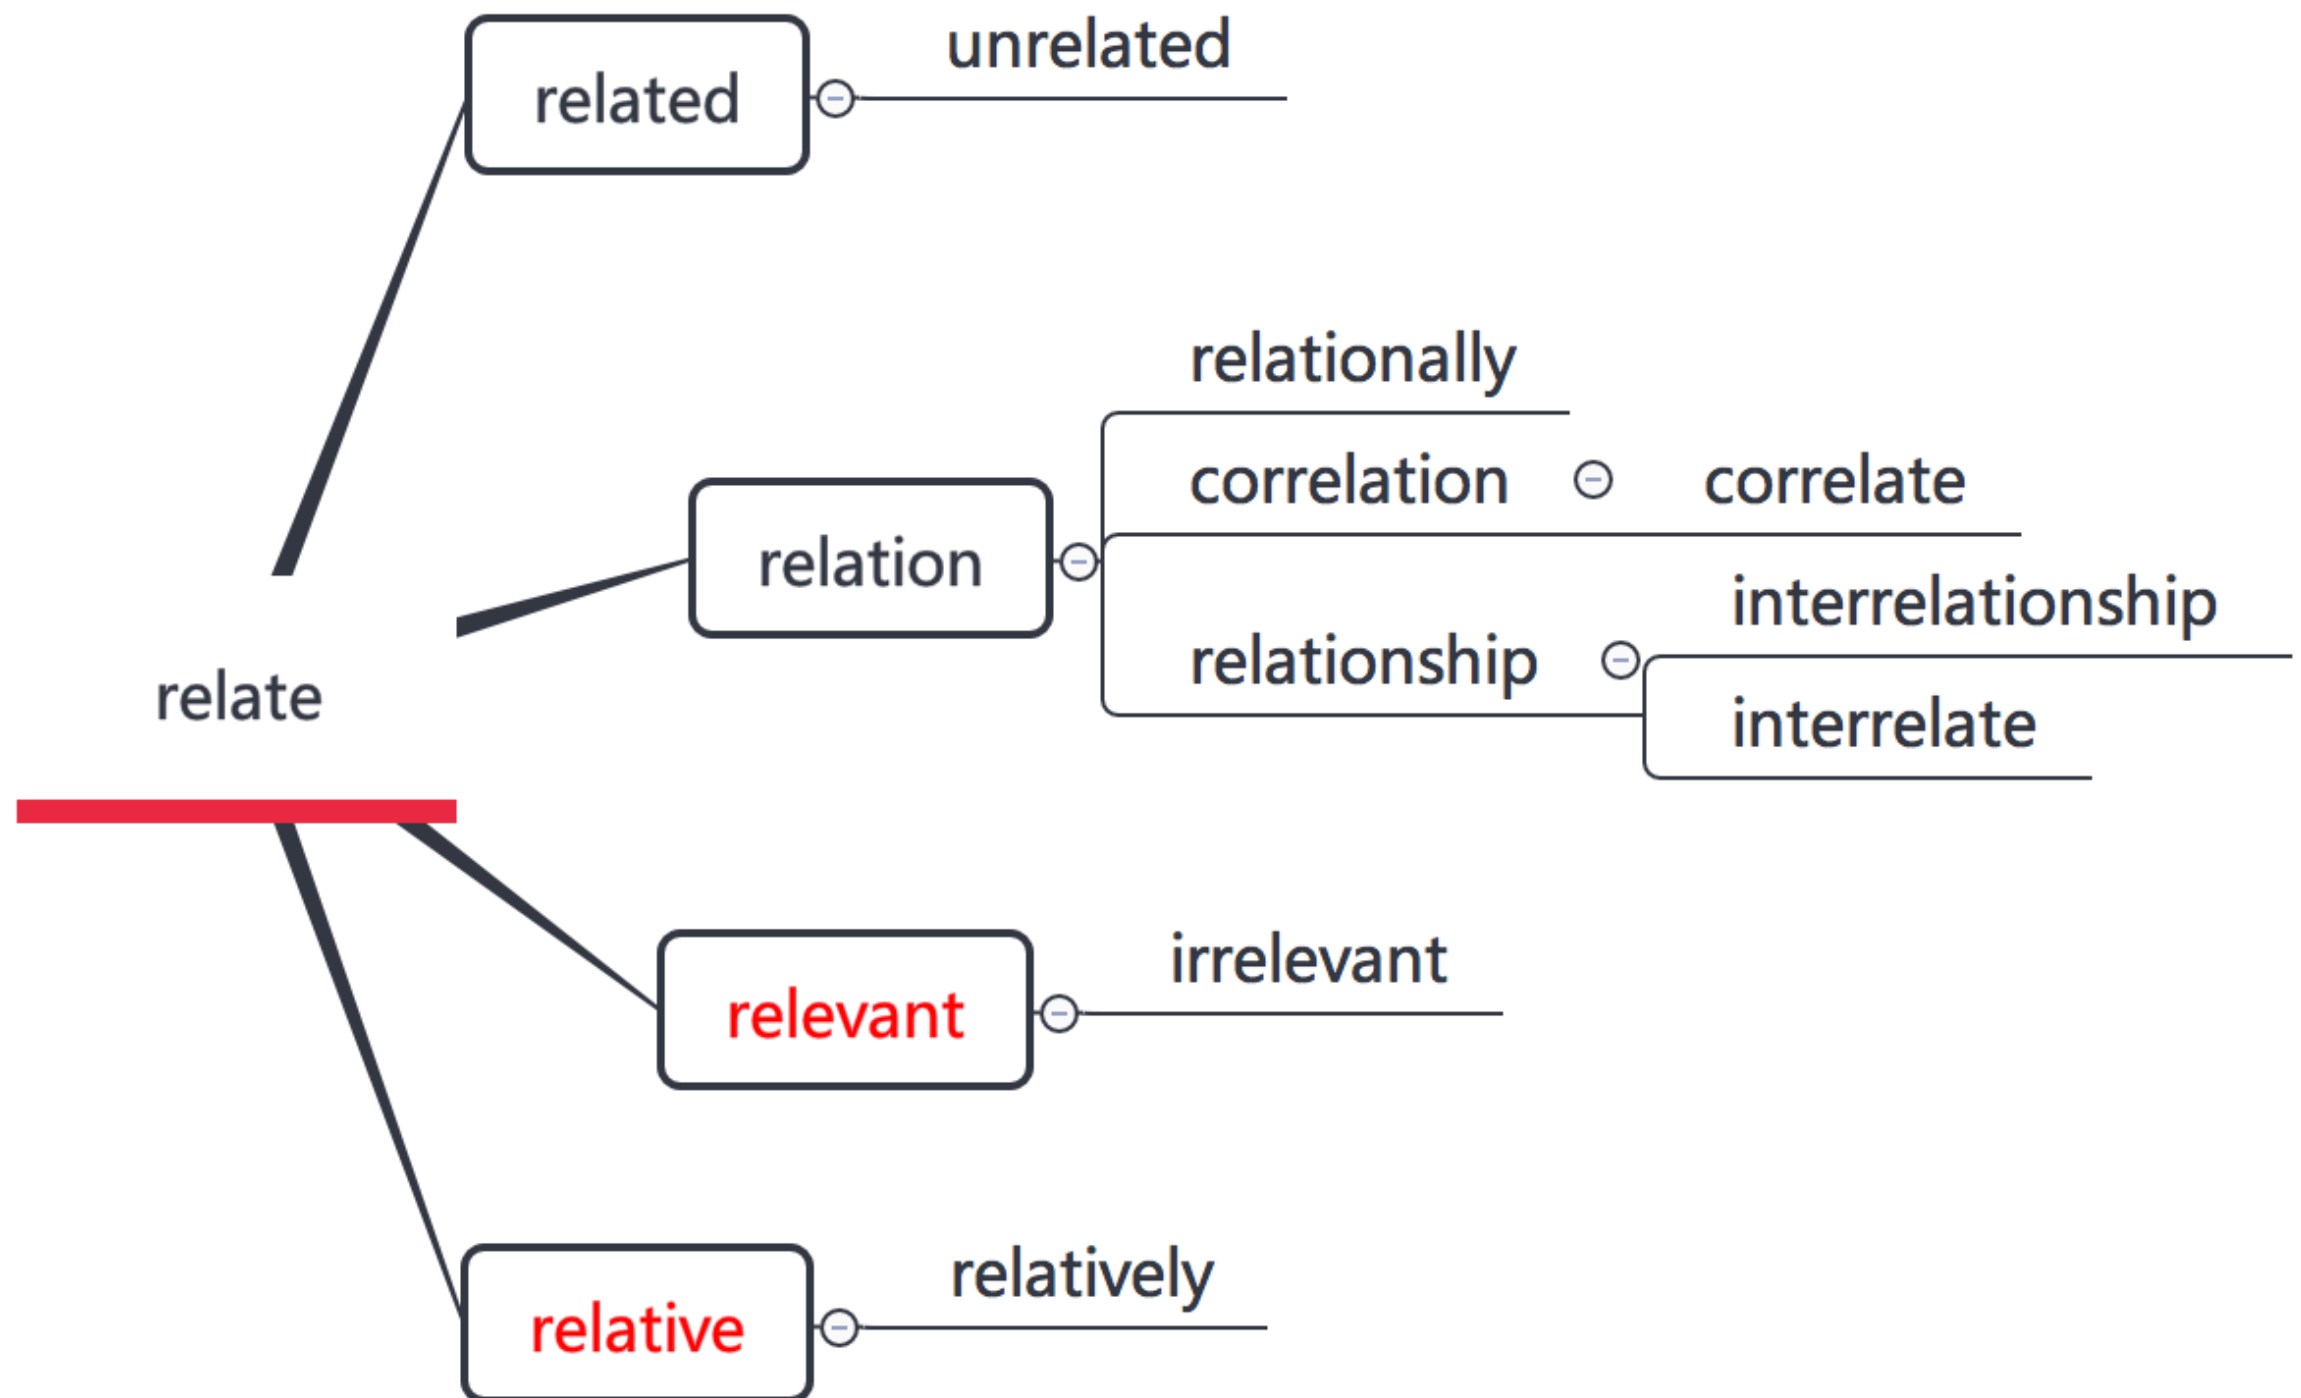 related
unrelated
relate
relation
relationally
correlation
correlate
relationship
interrelationship
interrelate
relevant
irrelevant
relative
relatively